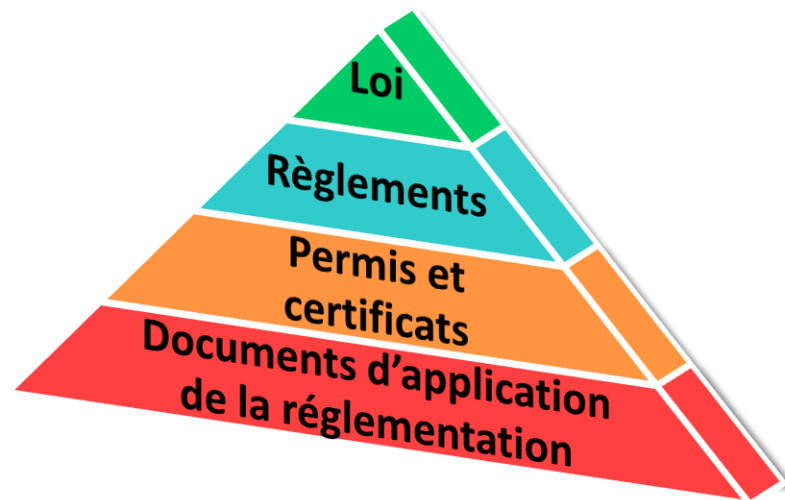 Loi
Règlements
Permis et
certificats
Documents d’application
de la réglementation